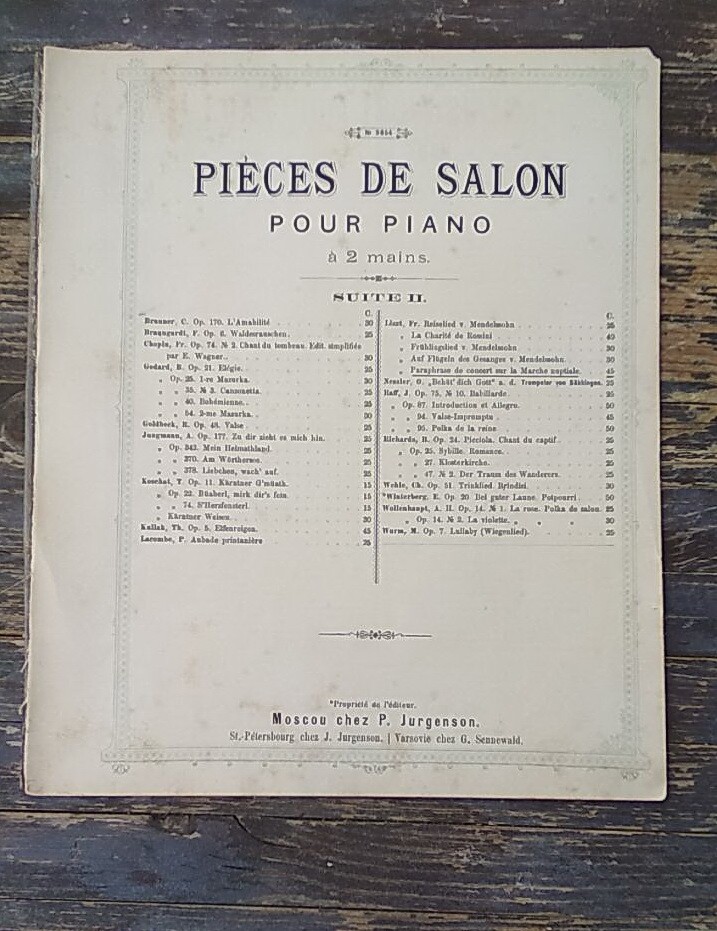 № 9854
PIÈCES DE SALON
POUR PIANO
à 2 mains.
SUITE II.
C.
Brunner, C. Op. 170. L'Amabilité 30
Braungardt, F. Op. 6. Waldesrauschen. 25
Chopin, Fr. Op. 74. № 2. Chant du tombeau. Edit. simplifiée
par E. Wagner. 30
Godard, B. Op. 21. Elégie. 25
„ Op. 25. 1-re Mazurka. 30
„ „ 35. № 3. Canzonetta. 25
„ „ 40. Bohémienne. 25
„ „ 54. 2-me Mazurka. 30
Goldbeck, R. Op. 48. Valse 25
Jungmann, A. Op. 177. Zu dir zieht es mich hin. 25
„ Op. 342. Mein Heimathland. 25
„ „ 370. Am Wörthersee. 25
„ „ 378. Liebchen, wach' auf. 25
Koschat, T. Op. 11. Kärntner G'müath. 15
„ Op. 22. Büaberl, mirk dir's fein 15
„ „ 74. S'Herzfensterl. 15
„ Kärntner Weisen. 30
Kullak, Th. Op. 5. Elfenreigen. 45
Lacombe, P. Aubade printanière 25
C.
Liszt, Fr. Reiselied v. Mendelsohn 35
„ La Charité de Rossini 40
„ Frühlingslied v. Mendelsohn 30
„ Auf Flügeln des Gesanges v. Mendelsohn. 30
„ Paraphrase de concert sur la Marche nuptiale. 45
Nessler, O. „Behüt' dich Gott" a. d. Trompeter von Säkkingen. 25
Raff, J. Op. 75. № 10. Babillarde 25
„ Op. 87. Introduction et Allegro. 50
„ „ 94. Valse-Impromptu 50
„ „ 95. Polka de la reine 50
Richards, B. Op. 24. Picciola. Chant du captif 25
„ Op. 25. Sybille. Romance. 25
„ „ 27. Klosterkirche. 25
„ „ 47. № 2. Der Traum des Wanderers. 25
Wehle, Ch. Op. 51. Trinklied. Brindisi. 30
*Winterberg, E. Op. 20. Bei guter Laune. Potpourri 50
Wollenhaupt, A. H. Op. 14. № 1. La rose. Polka de salon. 25
„ Op. 14. № 2. La violette. „ „ 30
Wurm, M. Op. 7. Lullaby (Wiegenlied). 25
*Propriété de l'éditeur.
Moscou chez P. Jurgenson.
St.-Pétersbourg chez J. Jurgenson. | Varsovie chez G. Sennewald.